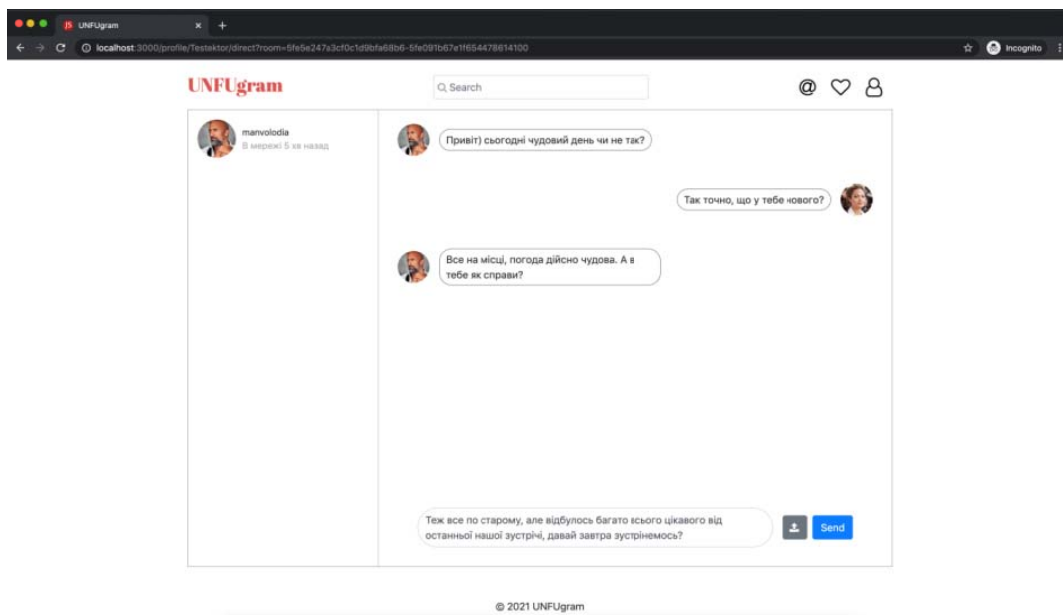 UNFUgram
localhost:3000/profile/Testektor/direct?room=5fe5e247a3cf0c1d9bfa68b6-5fe091b67e1f654478614100
Incognito
UNFUgram
Search
manvolodia
В мережі 5 хв назад
Привіт) сьогодні чудовий день чи не так?
Так точно, що у тебе нового?
Все на місці, погода дійсно чудова. А в
тебе як справи?
Теж все по старому, але відбулось багато всього цікавого від
останньої нашої зустрічі, давай завтра зустрінемось?
Send
© 2021 UNFUgram